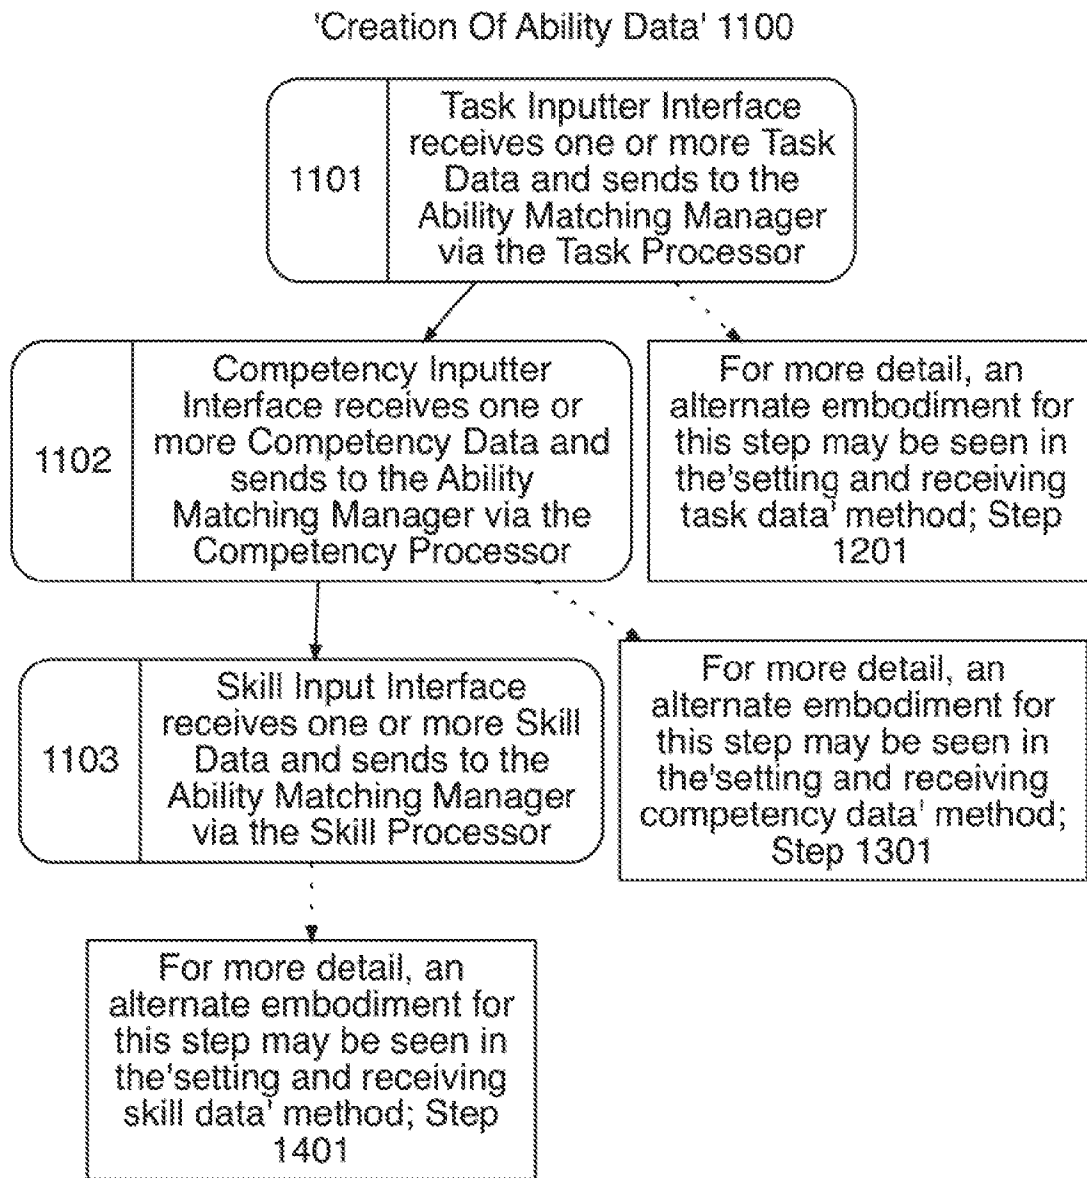 'Creation Of Ability Data' 1100
1101
Task Inputter Interface
receives one or more Task
Data and sends to the
Ability Matching Manager
via the Task Processor
1102
Competency Inputter
Interface receives one or
more Competency Data and
sends to the Ability
Matching Manager via the
Competency Processor
For more detail, an
alternate embodiment for
this step may be seen in
the'setting and receiving
task data' method; Step
1201
1103
Skill Input Interface
receives one or more Skill
Data and sends to the
Ability Matching Manager
via the Skill Processor
For more detail, an
alternate embodiment for
this step may be seen in
the'setting and receiving
competency data' method;
Step 1301
For more detail, an
alternate embodiment for
this step may be seen in
the'setting and receiving
skill data' method; Step
1401